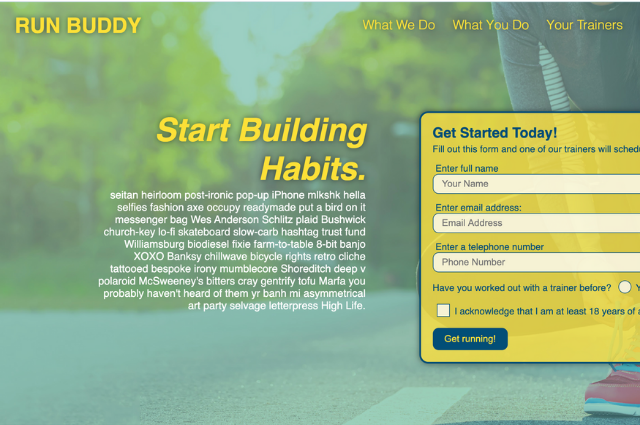 RUN BUDDY
What We Do What You Do Your Trainers
Start Building
Habits.
seitan heirloom post-ironic pop-up iPhone mlkshk hella
selfies fashion axe occupy readymade put a bird on it
messenger bag Wes Anderson Schlitz plaid Bushwick
church-key lo-fi skateboard slow-carb hashtag trust fund
Williamsburg biodiesel fixie farm-to-table 8-bit banjo
XOXO Banksy chillwave bicycle rights retro cliche
tattooed bespoke irony mumblecore Shoreditch deep v
polaroid McSweeney's bitters cray gentrify tofu Marfa you
probably haven't heard of them yr banh mi asymmetrical
art party selvage letterpress High Life.
Get Started Today!
Fill out this form and one of our trainers will schedu
Enter full name
Your Name
Enter email address:
Email Address
Enter a telephone number
Phone Number
Have you worked out with a trainer before? Y
I acknowledge that I am at least 18 years of a
Get running!